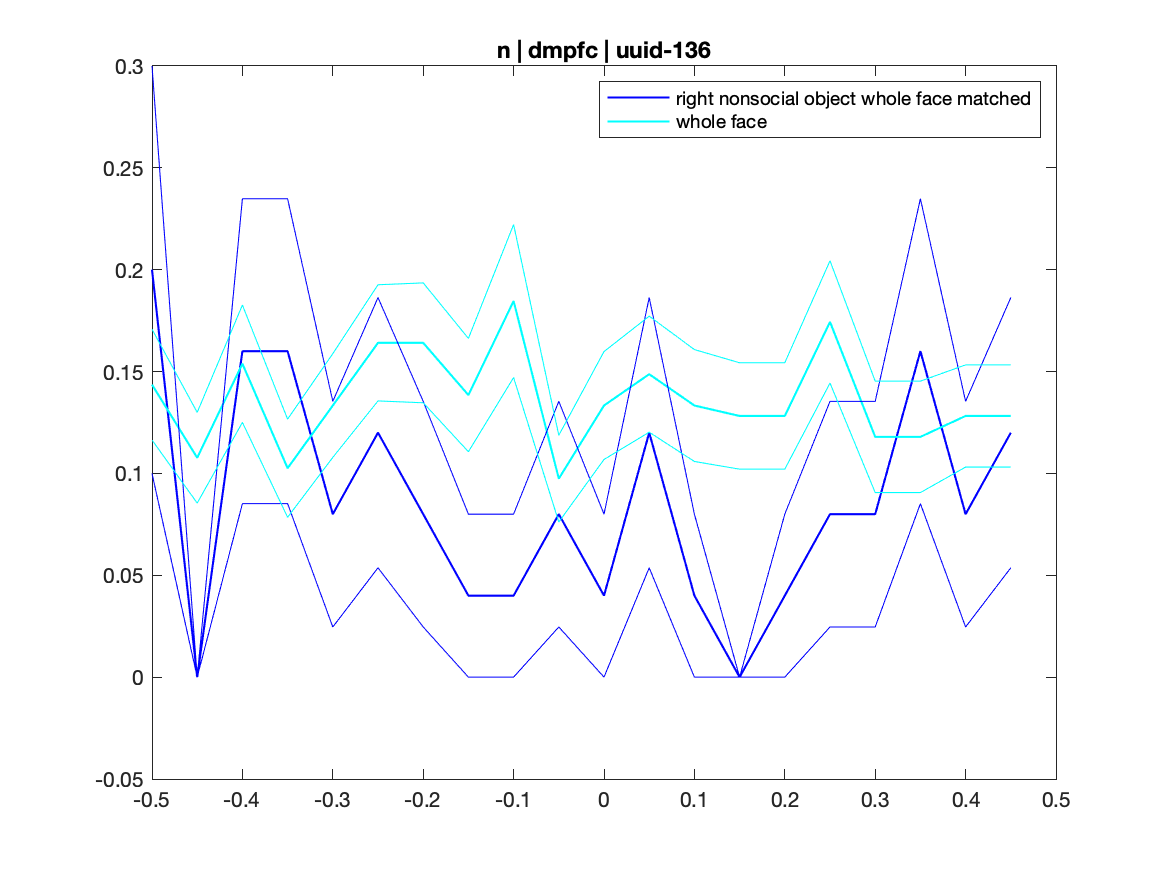 n | dmpfc | uuid-136
right nonsocial object whole face matched
whole face
0.3
0.25
0.2
0.15
0.1
0.05
0
-0.05
-0.5 -0.4 -0.3 -0.2 -0.1 0 0.1 0.2 0.3 0.4 0.5